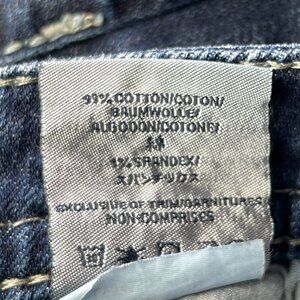 99% COTTON/COTON/
BAUMWOLLE/
ALGODON/COTONE/
綿
1% SPANDEX/
スパンデックス
EXCLUSIVE OF TRIM/GARNITURES
NON-COMPRISES